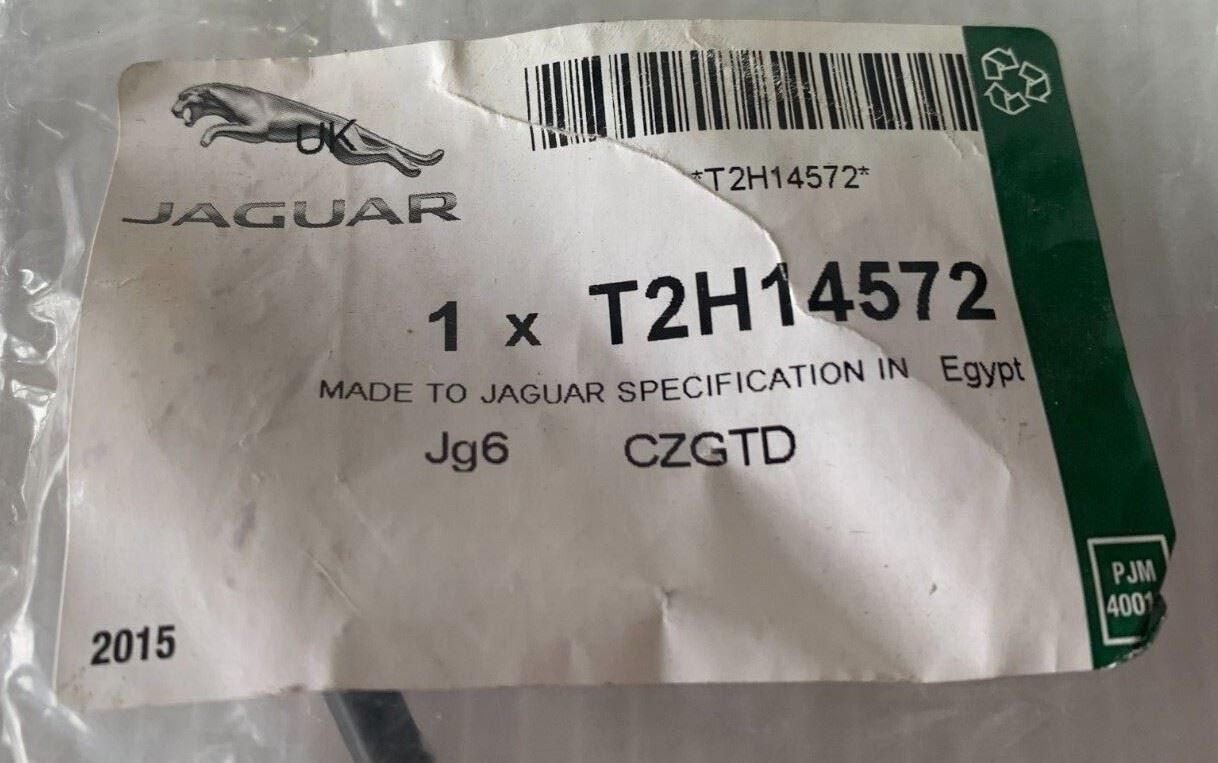 UK
JAGUAR
*T2H14572*
1 x T2H14572
MADE TO JAGUAR SPECIFICATION IN Egypt
Jg6 CZGTD
2015
PJM
4001